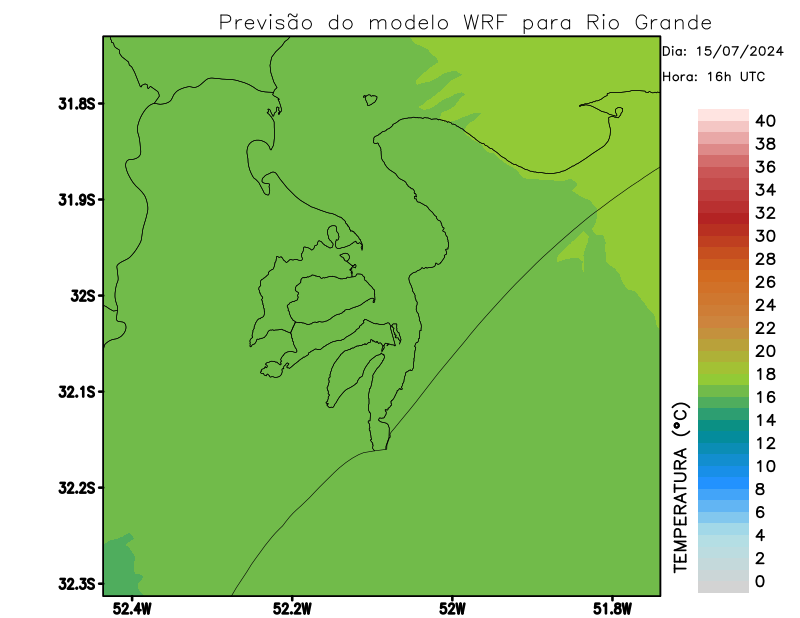 Previsão do modelo WRF para Rio Grande
Dia: 15/07/2024
Hora: 16h UTC
31.8S
31.9S
32S
32.1S
32.2S
32.3S
52.4W
52.2W
52W
51.8W
TEMPERATURA (°C)
40
38
36
34
32
30
28
26
24
22
20
18
16
14
12
10
8
6
4
2
0